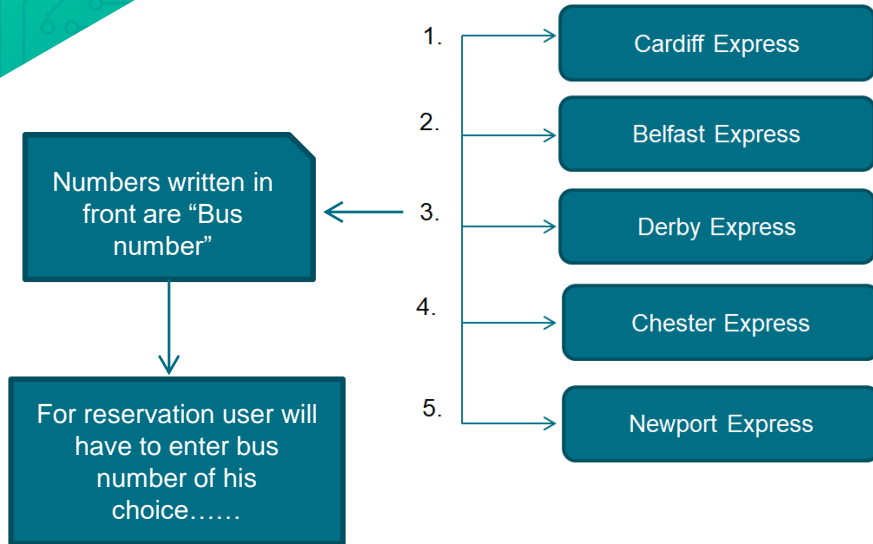 1.
Cardiff Express
2.
Belfast Express
Numbers written in
front are “Bus
number”
3.
Derby Express
4.
Chester Express
5.
Newport Express
For reservation user will
have to enter bus
number of his
choice……